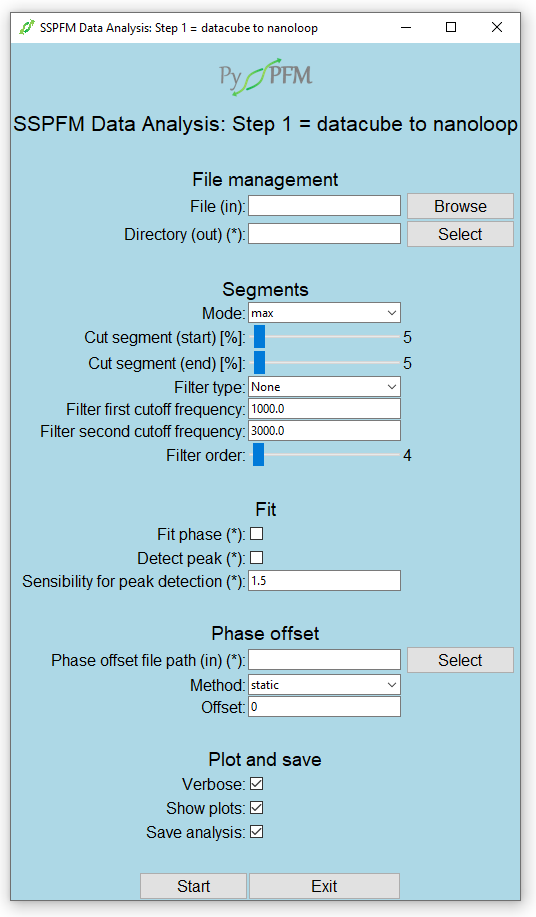 SSPFM Data Analysis: Step 1 = datacube to nanoloop
Py PFM
SSPFM Data Analysis: Step 1 = datacube to nanoloop
File management
File (in): Browse
Directory (out) (*): Select
Segments
Mode: max
Cut segment (start) [%]: 5
Cut segment (end) [%]: 5
Filter type: None
Filter first cutoff frequency: 1000.0
Filter second cutoff frequency: 3000.0
Filter order: 4
Fit
Fit phase (*):
Detect peak (*):
Sensibility for peak detection (*): 1.5
Phase offset
Phase offset file path (in) (*): Select
Method: static
Offset: 0
Plot and save
Verbose:
Show plots:
Save analysis:
Start Exit